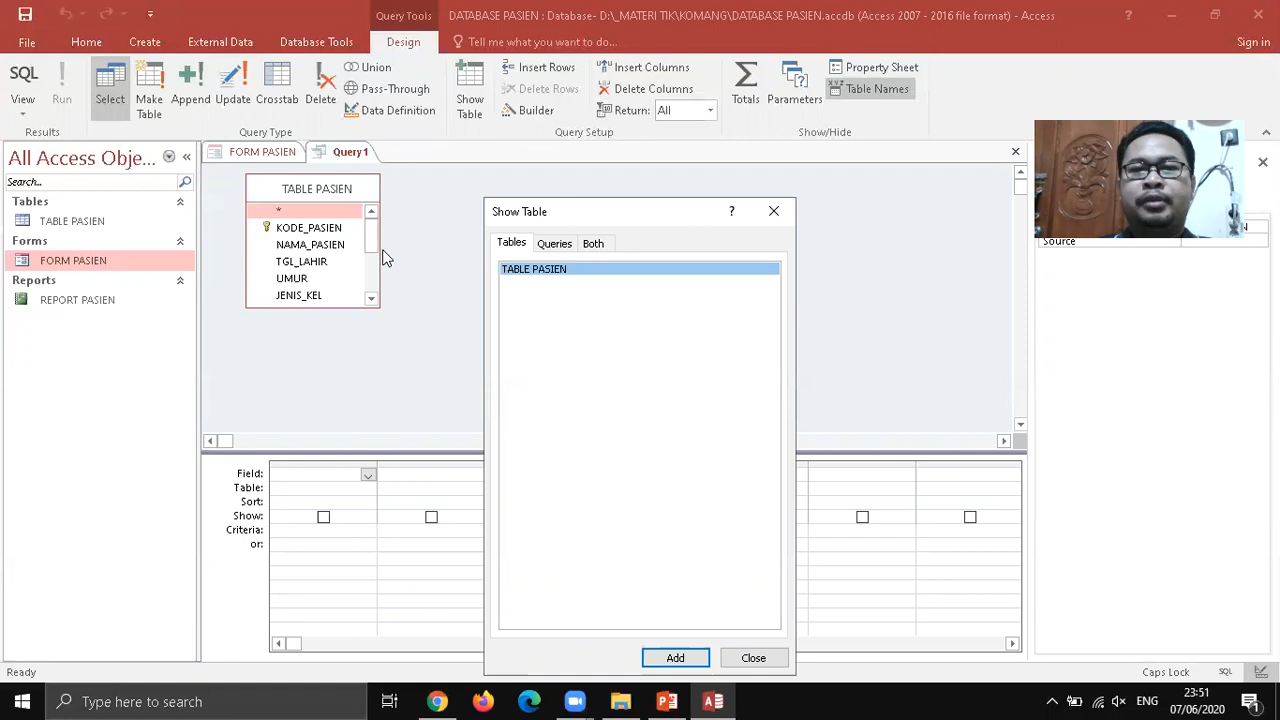 Query Tools
DATABASE PASIEN : Database- D:\_MATERI TIK\KOMANG\DATABASE PASIEN.accdb (Access 2007 - 2016 file format) - Access
File Home Create External Data Database Tools Design Tell me what you want to do... Sign in
SQL
View
Run
Results
Select
Make
Table
Append
Update
Crosstab
Delete
Union
Pass-Through
Data Definition
Query Type
Show
Table
Insert Rows
Delete Rows
Builder
Insert Columns
Delete Columns
Return: All
Query Setup
Totals
Parameters
Property Sheet
Table Names
Show/Hide
All Access Obje...
Search...
Tables
TABLE PASIEN
Forms
FORM PASIEN
Reports
REPORT PASIEN
FORM PASIEN
Query1
TABLE PASIEN
*
KODE_PASIEN
NAMA_PASIEN
TGL_LAHIR
UMUR
JENIS_KEL
Show Table
Tables Queries Both
TABLE PASIEN
Add Close
Source
Field:
Table:
Sort:
Show:
Criteria:
or:
Ready
Caps Lock SQL
Type here to search
ENG
23:51
07/06/2020
1